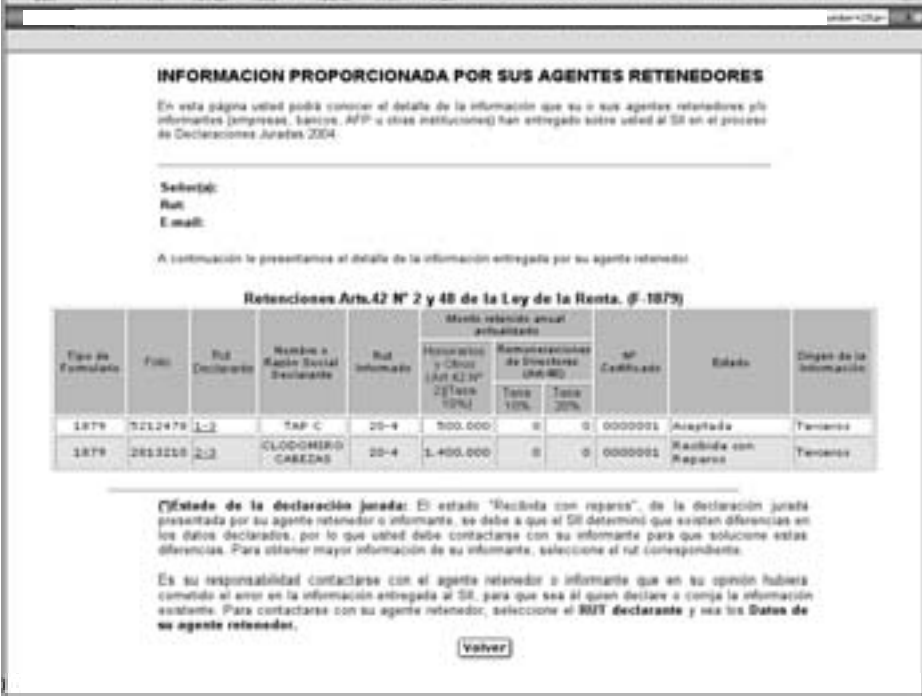 INFORMACION PROPORCIONADA POR SUS AGENTES RETENEDORES
En esta página usted podrá conocer el detalle de la información que su o sus agentes retenedores y/o
informantes (empresas, bancos, AFP u otras instituciones) han entregado sobre usted al SII en el proceso
de Declaraciones Juradas 2004.
Señor(a):
Rut:
E-mail:
A continuación le presentamos el detalle de la información entregada por su agente retenedor.
Retenciones Arts.42 N° 2 y 48 de la Ley de la Renta. (F-1879)
Monto retenido anual
actualizado
Tipo de
Formulario
Folio
Rut
Declarante
Nombre o
Razón Social
Declarante
Rut
Informado
Honorarios
y Otros
(Art.42 N°
2)(Tasa
10%)
Remuneraciones
de Directores
(Art.48)
Tasa
10%
Tasa
20%
N°
Certificado
Estado
Origen de la
Información
1879 5212479 1-2 TAP C 20-4 500.000 0 0 0000001 Aceptada Terceros
1879 2813210 2-3 CLODOMIRO CABEZAS 20-4 1.400.000 0 0 0000001 Recibida con Reparos Terceros
(*)Estado de la declaración jurada: El estado "Recibida con reparos", de la declaración jurada
presentada por su agente retenedor o informante, se debe a que el SII determinó que existen diferencias en
los datos declarados, por lo que usted debe contactarse con su informante para que solucione estas
diferencias. Para obtener mayor información de su informante, seleccione el rut correspondiente.
Es su responsabilidad contactarse con el agente retenedor o informante que en su opinión hubiera
cometido el error en la información entregada al SII, para que sea él quien declare o corrija la información
existente. Para contactarse con su agente retenedor, seleccione el RUT declarante y vea los Datos de
su agente retenedor.
Volver